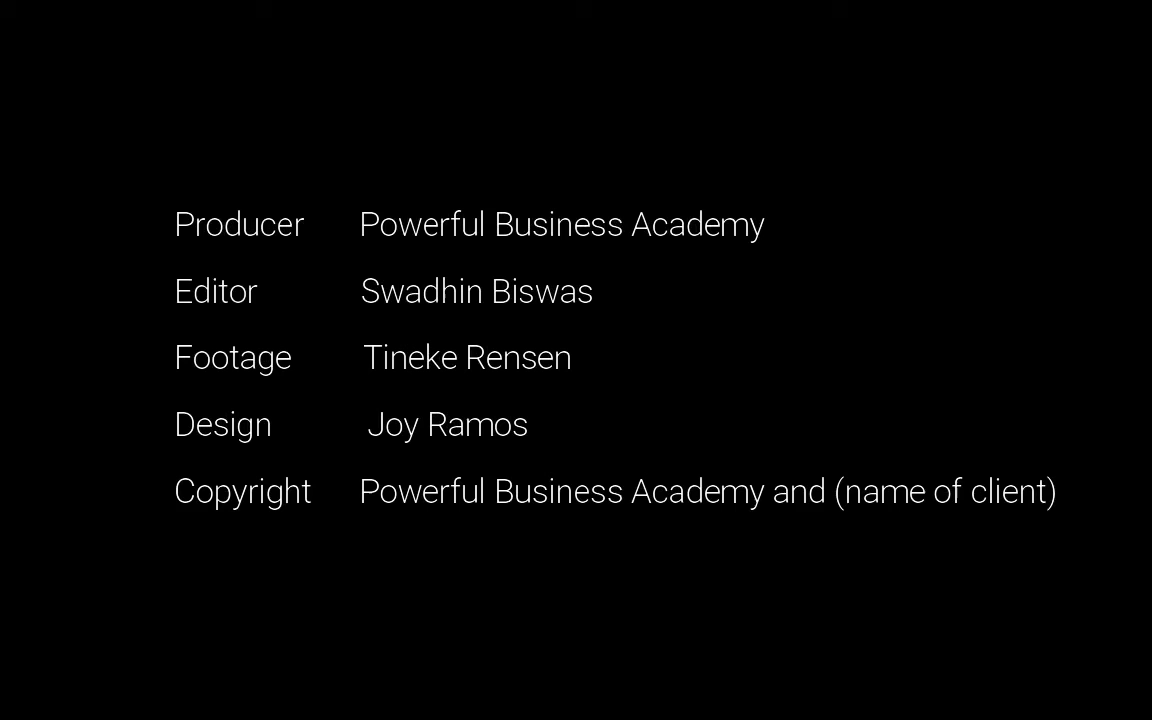 Producer Powerful Business Academy
Editor Swadhin Biswas
Footage Tineke Rensen
Design Joy Ramos
Copyright Powerful Business Academy and (name of client)